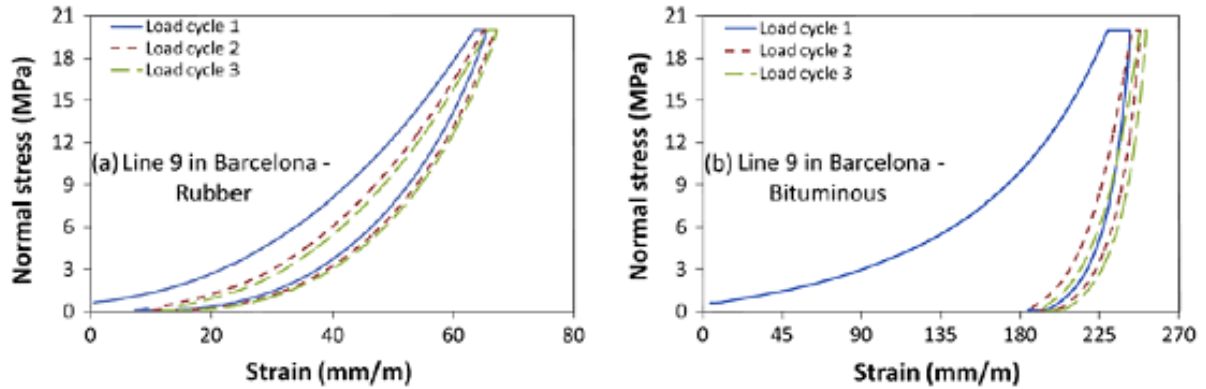 21
18
15
12
9
6
3
0
Normal stress (MPa)
Load cycle 1
Load cycle 2
Load cycle 3
(a) Line 9 in Barcelona -
Rubber
0 20 40 60 80
Strain (mm/m)
21
18
15
12
9
6
3
0
Normal stress (MPa)
Load cycle 1
Load cycle 2
Load cycle 3
(b) Line 9 in Barcelona -
Bituminous
0 45 90 135 180 225 270
Strain (mm/m)